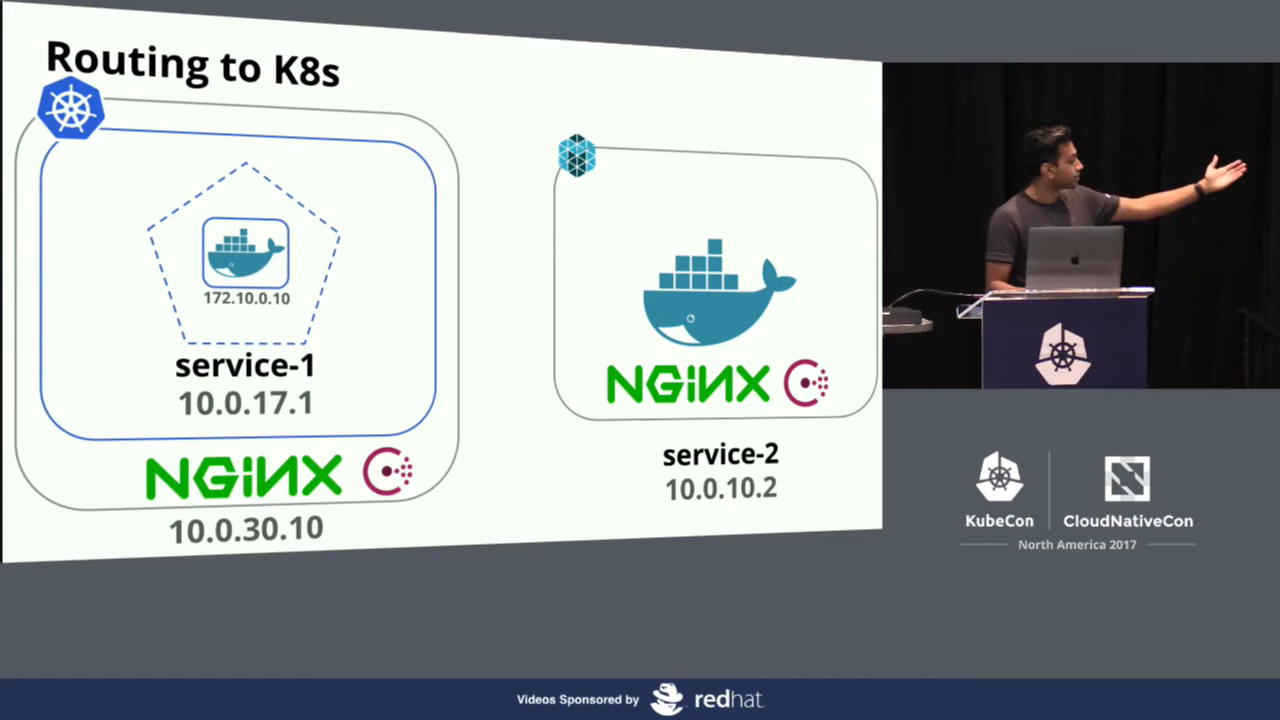 Routing to K8s
172.10.0.10
service-1
10.0.17.1
NGiNX
10.0.30.10
NGiNX
service-2
10.0.10.2
KubeCon
CloudNativeCon
North America 2017
Videos Sponsored by
redhat.